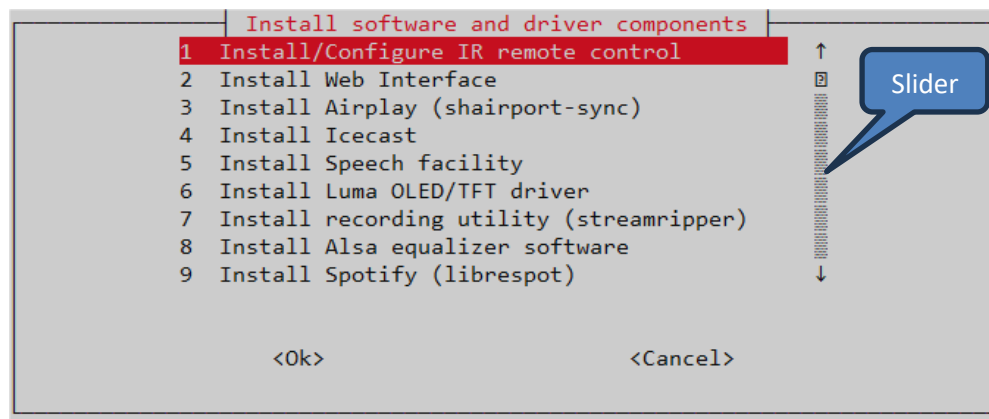 Install software and driver components
1 Install/Configure IR remote control ↑
2 Install Web Interface
Slider
3 Install Airplay (shairport-sync)
4 Install Icecast
5 Install Speech facility
6 Install Luma OLED/TFT driver
7 Install recording utility (streamripper)
8 Install Alsa equalizer software
9 Install Spotify (librespot) ↓
<Ok> <Cancel>